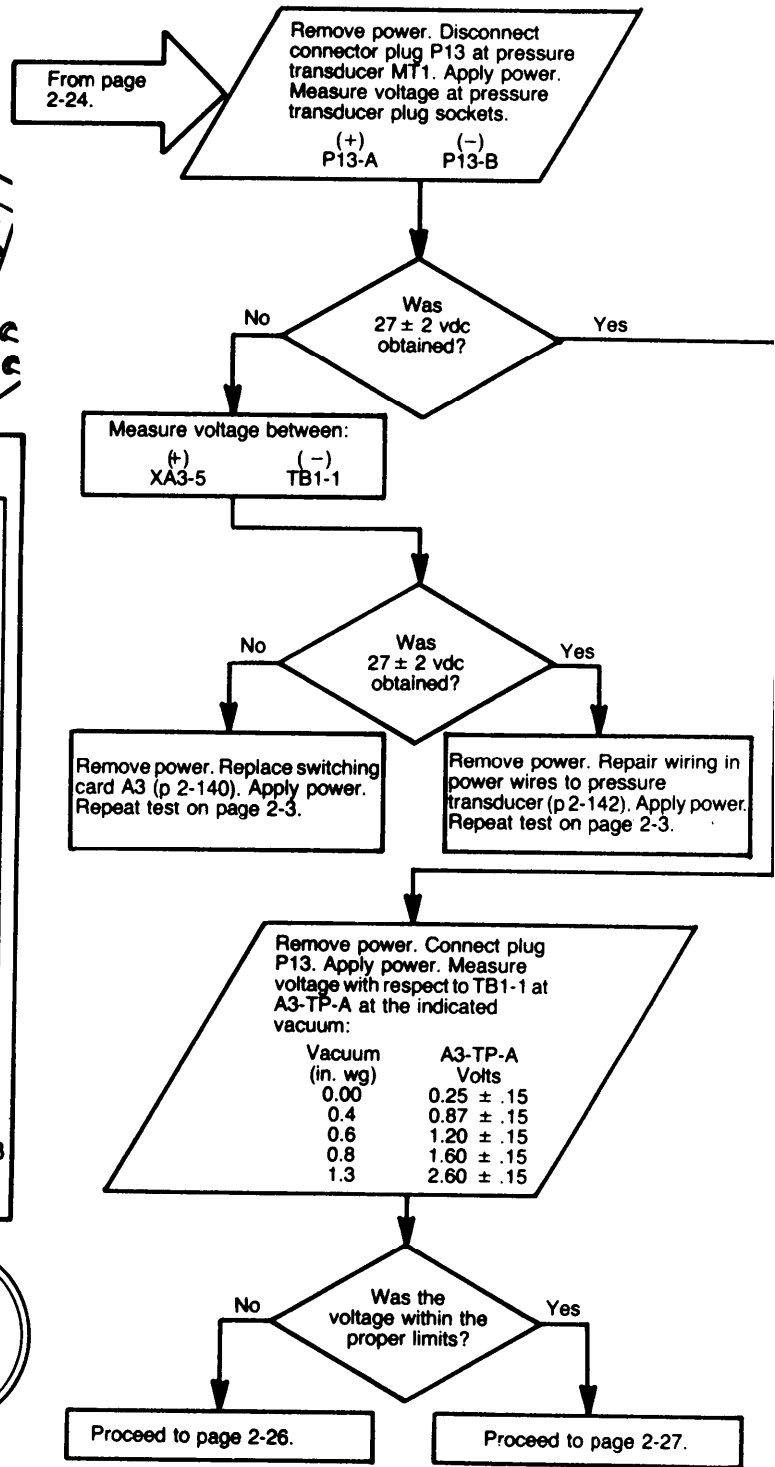 From page
2-24.
Remove power. Disconnect
connector plug P13 at pressure
transducer MT1. Apply power.
Measure voltage at pressure
transducer plug sockets.
(+) (−)
P13-A P13-B
Was
27 ± 2 vdc
obtained?
No
Yes
Measure voltage between:
(+) (−)
XA3-5 TB1-1
Was
27 ± 2 vdc
obtained?
No
Yes
Remove power. Replace switching
card A3 (p 2-140). Apply power.
Repeat test on page 2-3.
Remove power. Repair wiring in
power wires to pressure
transducer (p 2-142). Apply power.
Repeat test on page 2-3.
Remove power. Connect plug
P13. Apply power. Measure
voltage with respect to TB1-1 at
A3-TP-A at the indicated
vacuum:
Vacuum A3-TP-A
(in. wg) Volts
0.00 0.25 ± .15
0.4 0.87 ± .15
0.6 1.20 ± .15
0.8 1.60 ± .15
1.3 2.60 ± .15
Was the
voltage within the
proper limits?
No
Yes
Proceed to page 2-26.
Proceed to page 2-27.